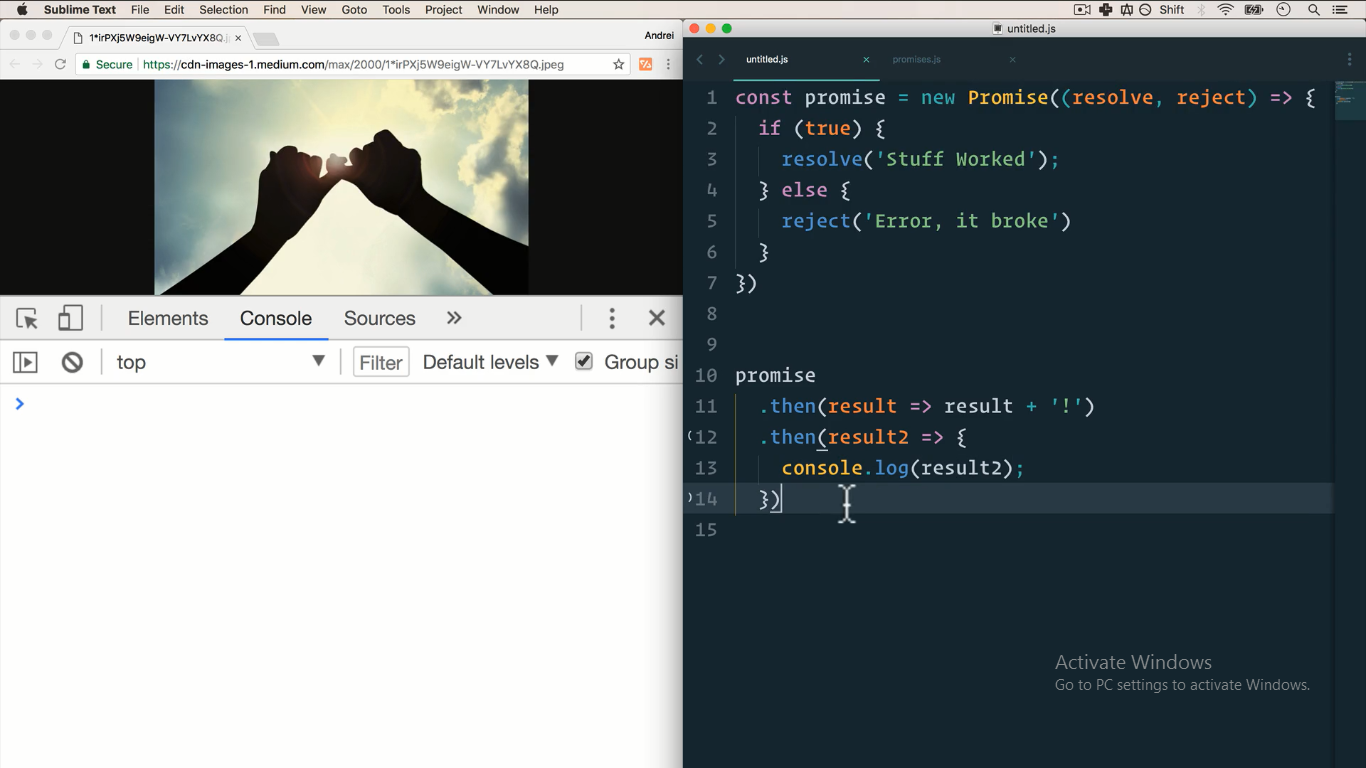 Sublime Text File Edit Selection Find View Goto Tools Project Window Help Shift
1*irPXj5W9eigW-VY7LvYX8Q.j × Andrei
Secure https://cdn-images-1.medium.com/max/2000/1*irPXj5W9eigW-VY7LvYX8Q.jpeg
Elements Console Sources
top Filter Default levels Group si
untitled.js
untitled.js × promises.js ×
1 const promise = new Promise((resolve, reject) => {
2 if (true) {
3 resolve('Stuff Worked');
4 } else {
5 reject('Error, it broke')
6 }
7 })
8
9
10 promise
11 .then(result => result + '!')
12 .then(result2 => {
13 console.log(result2);
14 })
15
Activate Windows
Go to PC settings to activate Windows.